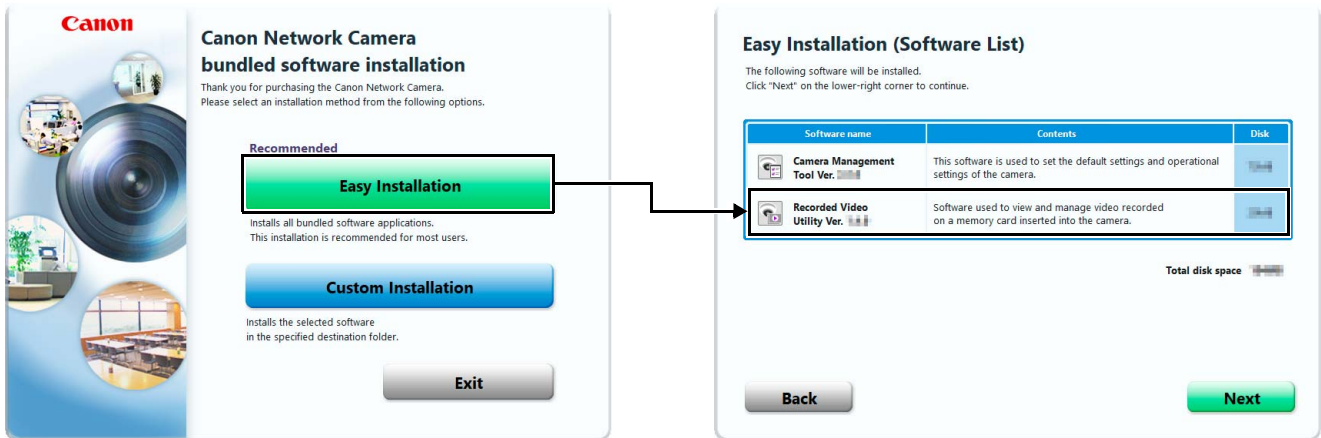 Canon
Canon Network Camera
bundled software installation
Thank you for purchasing the Canon Network Camera.
Please select an installation method from the following options.
Recommended
Easy Installation
Installs all bundled software applications.
This installation is recommended for most users.
Custom Installation
Installs the selected software
in the specified destination folder.
Exit
Easy Installation (Software List)
The following software will be installed.
Click "Next" on the lower-right corner to continue.
Software name Contents Disk
Camera Management
Tool Ver.
This software is used to set the default settings and operational
settings of the camera.
Recorded Video
Utility Ver.
Software used to view and manage video recorded
on a memory card inserted into the camera.
Total disk space
Back
Next